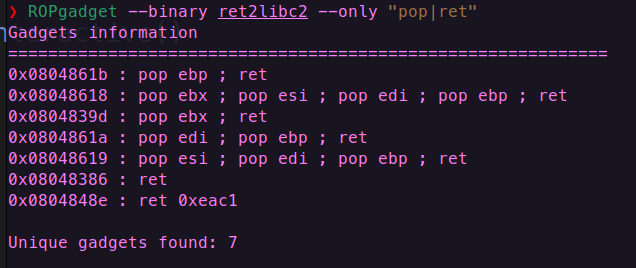 ❯ ROPgadget --binary ret2libc2 --only "pop|ret"
Gadgets information
============================================================
0x0804861b : pop ebp ; ret
0x08048618 : pop ebx ; pop esi ; pop edi ; pop ebp ; ret
0x0804839d : pop ebx ; ret
0x0804861a : pop edi ; pop ebp ; ret
0x08048619 : pop esi ; pop edi ; pop ebp ; ret
0x08048386 : ret
0x0804848e : ret 0xeac1

Unique gadgets found: 7